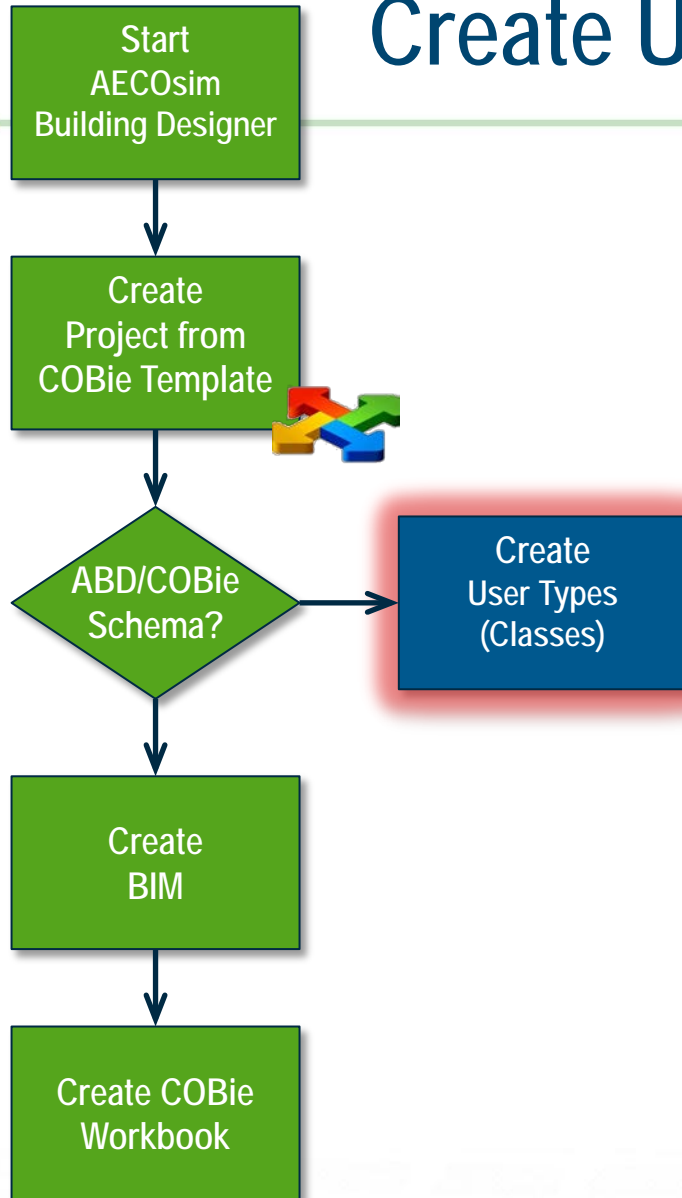 Create U
Start
AECOsim
Building Designer
Create
Project from
COBie Template
ABD/COBie
Schema?
Create
User Types
(Classes)
Create
BIM
Create COBie
Workbook